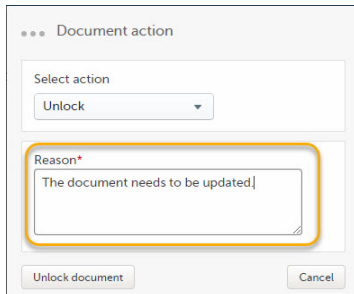 Document action
Select action
Unlock
Reason*
The document needs to be updated.
Unlock document
Cancel